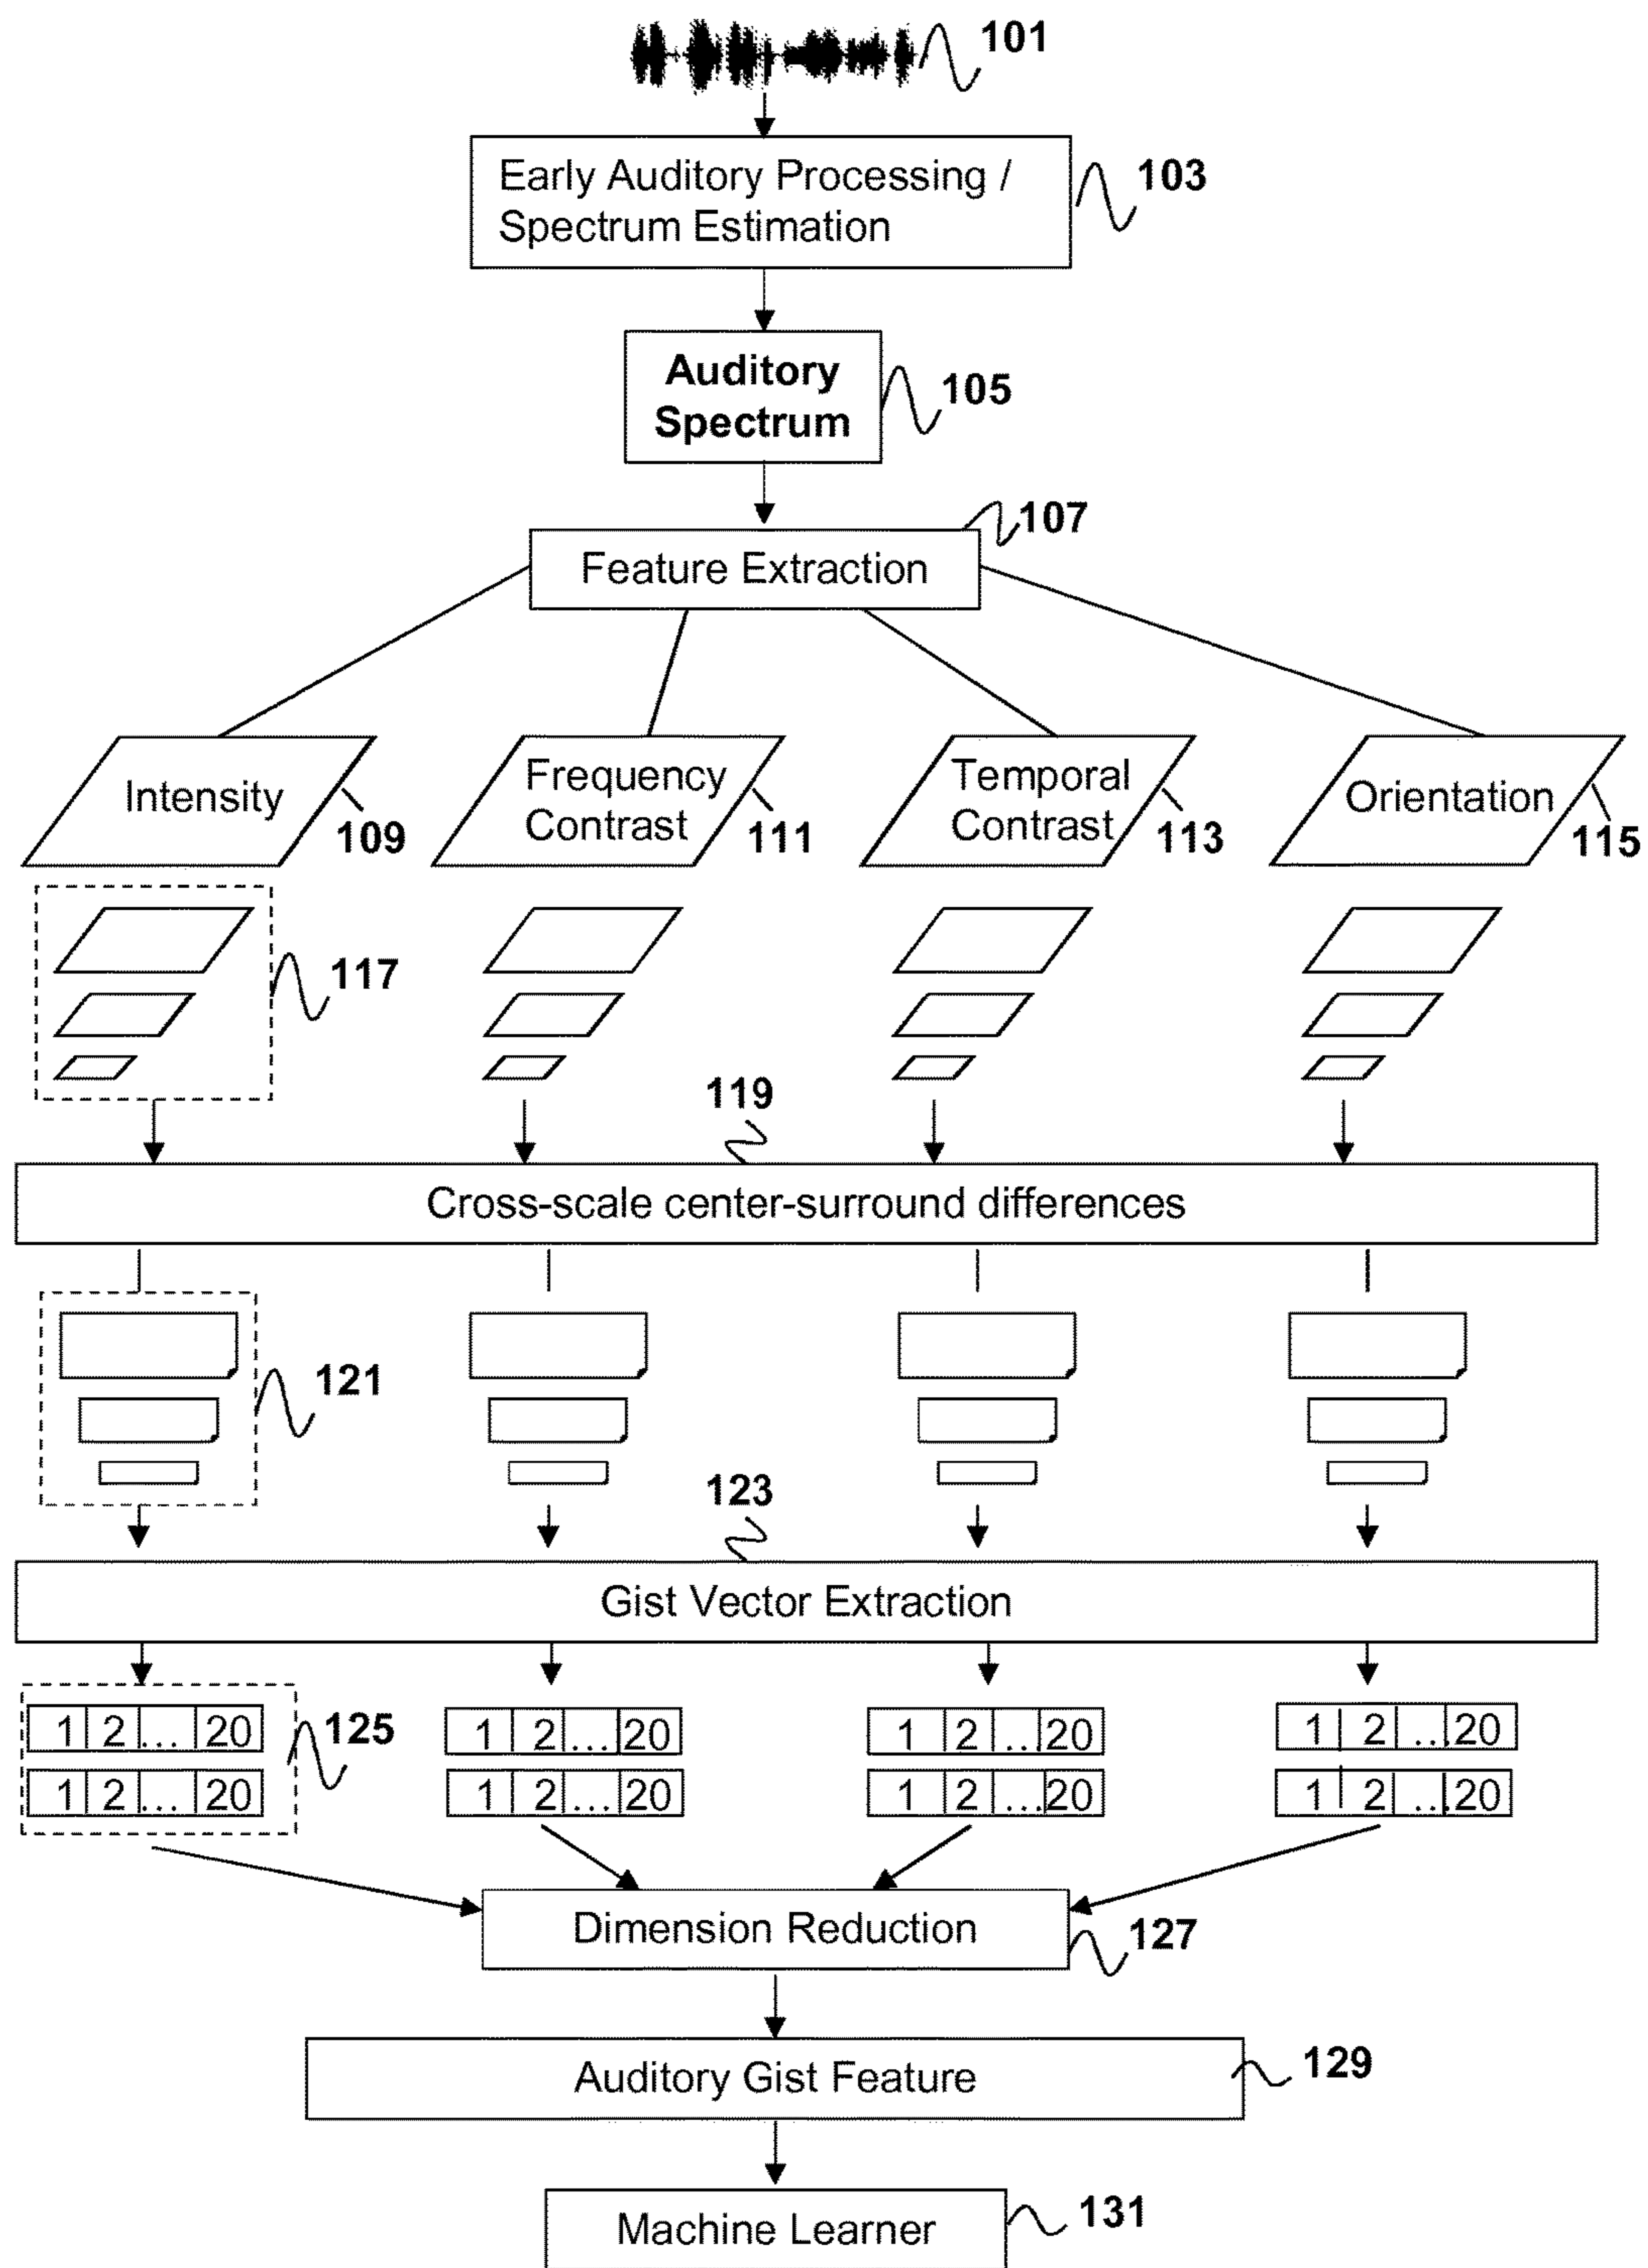 101
Early Auditory Processing /
Spectrum Estimation
103
Auditory
Spectrum
105
107
Feature Extraction
Intensity
109
Frequency
Contrast
111
Temporal
Contrast
113
Orientation
115
117
119
Cross-scale center-surround differences
121
123
Gist Vector Extraction
1 2 ... 20
1 2 ... 20
125
1 2 ... 20
1 2 ... 20
1 2 ... 20
1 2 ... 20
1 2 ... 20
1 2 ... 20
Dimension Reduction
127
Auditory Gist Feature
129
Machine Learner
131